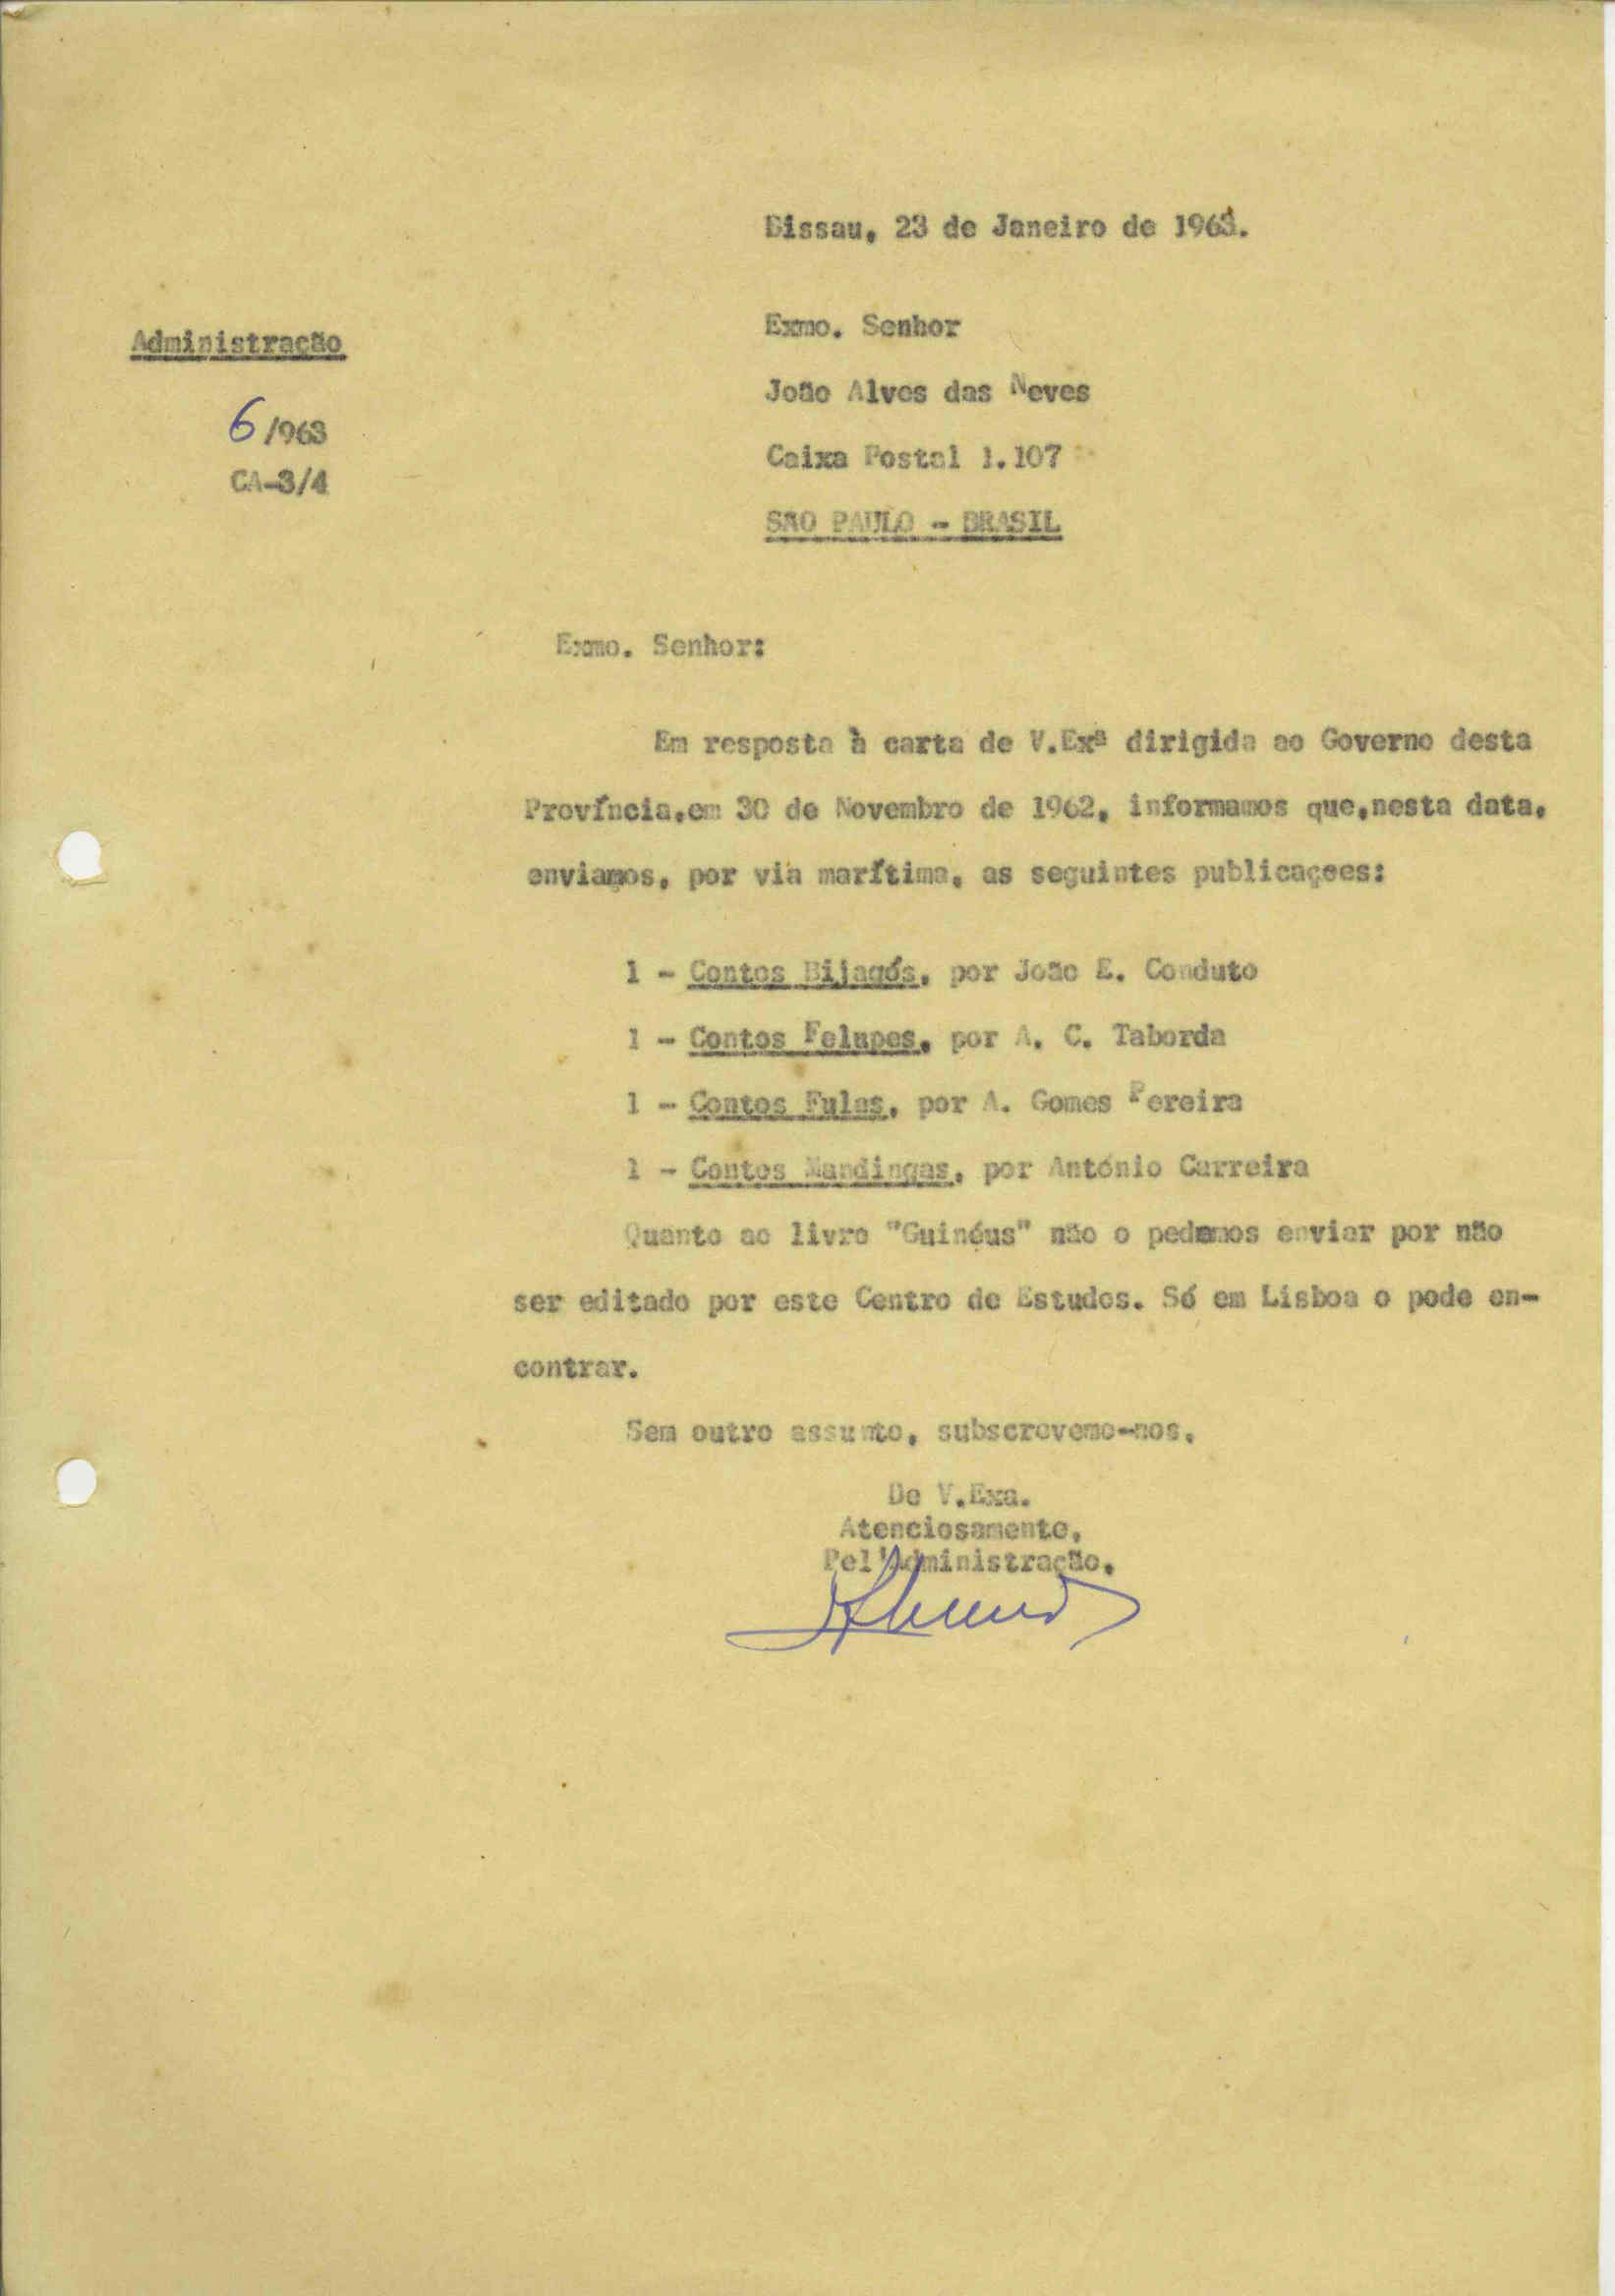 Bissau, 23 de Janeiro de 1963.
Administração
6/963
CA-3/4
Exmo. Senhor
João Alves das Neves
Caixa Postal 1.107
SÃO PAULO - BRASIL
Exmo. Senhor:
Em resposta à carta de V.Exª dirigida ao Governo desta
Província,em 30 de Novembro de 1962, informamos que,nesta data,
enviamos, por via marítima, as seguintes publicaçees:
1 - Contos Bijagós, por João E. Conduto
1 - Contos Felupes, por A. C. Taborda
1 - Contos Fulas, por A. Gomes Pereira
1 - Contos Mandingas, por António Carreira
Quanto ao livro "Guinéus" não o pedemos enviar por não
ser editado por este Centro de Estudos. Só em Lisboa o pode en-
contrar.
Sem outro assunto, subscrevemo-nos,
De V.Exa.
Atenciosamente,
Pel'Administração,